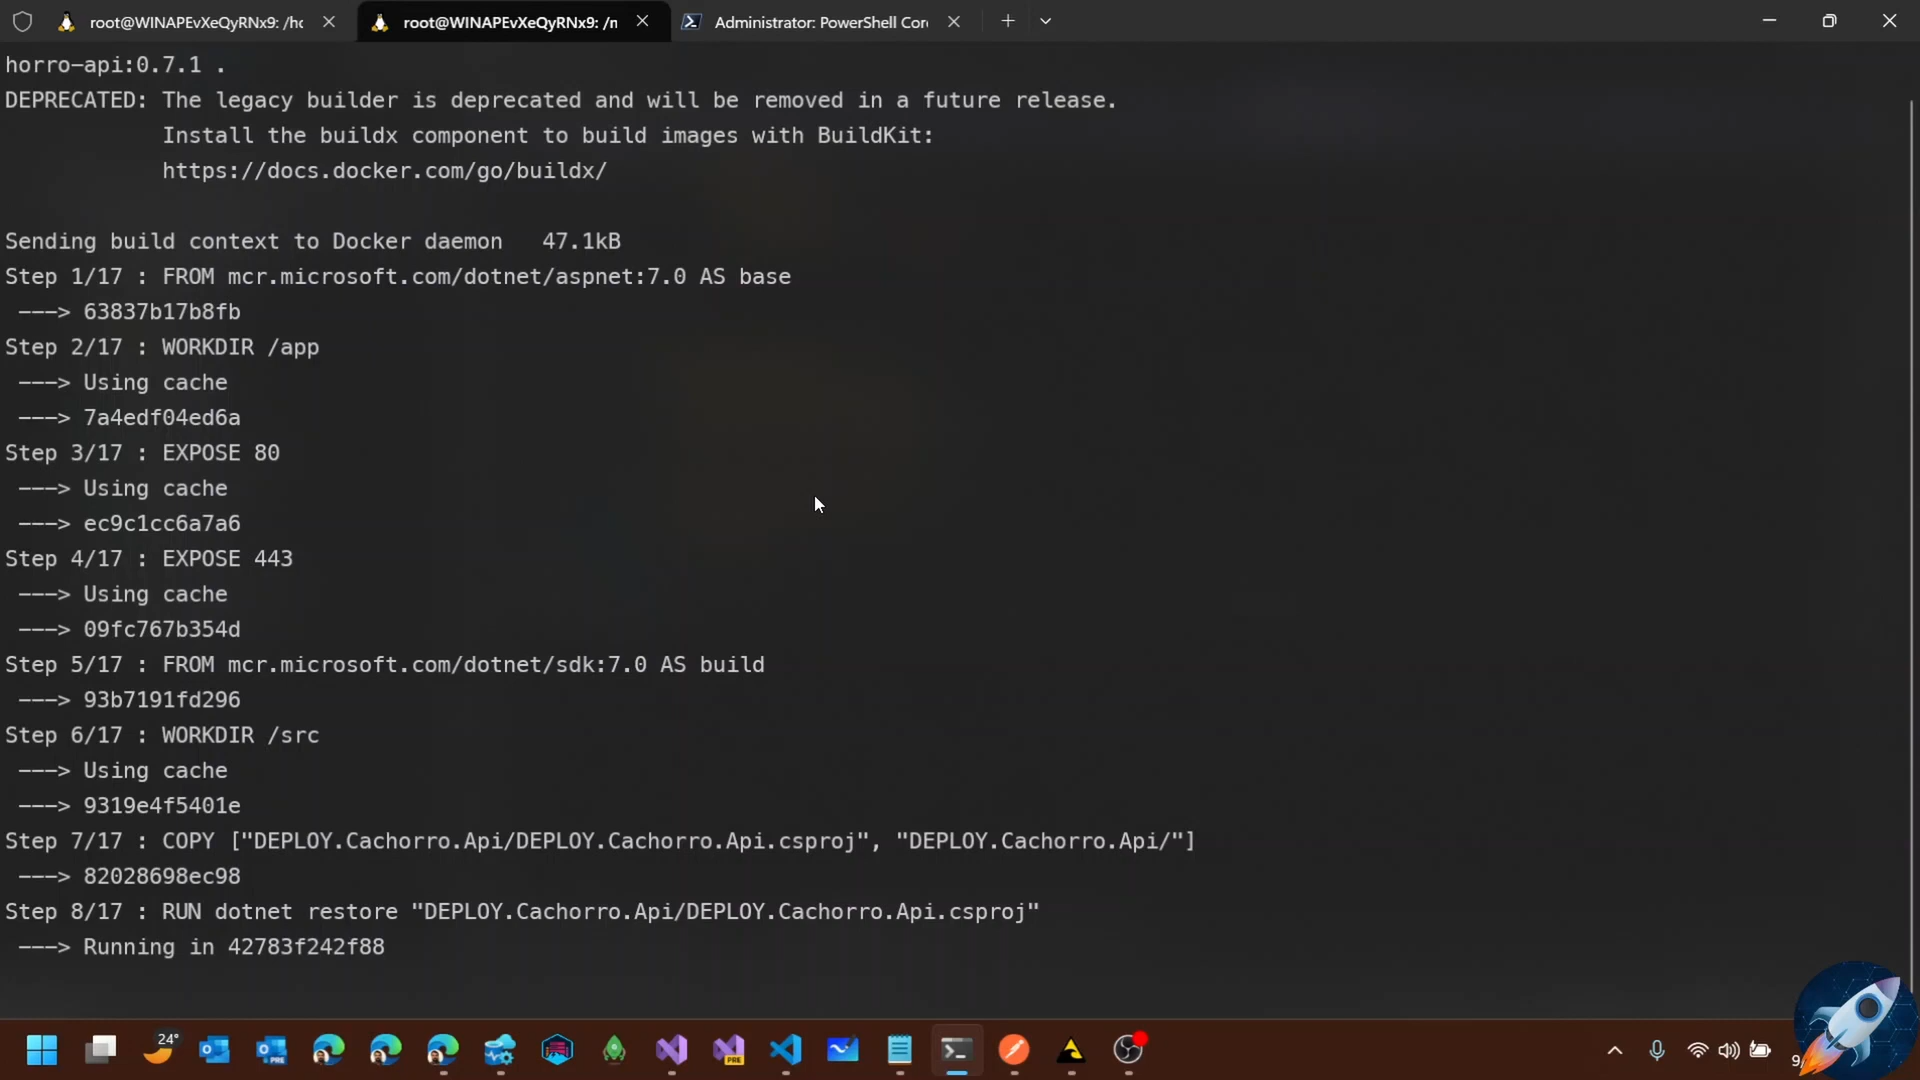 root@WINAPEvXeQyRNx9: /hc
root@WINAPEvXeQyRNx9: /n
Administrator: PowerShell Cor
horro-api:0.7.1 .
DEPRECATED: The legacy builder is deprecated and will be removed in a future release.
Install the buildx component to build images with BuildKit:
https://docs.docker.com/go/buildx/
Sending build context to Docker daemon   47.1kB
Step 1/17 : FROM mcr.microsoft.com/dotnet/aspnet:7.0 AS base
---> 63837b17b8fb
Step 2/17 : WORKDIR /app
---> Using cache
---> 7a4edf04ed6a
Step 3/17 : EXPOSE 80
---> Using cache
---> ec9c1cc6a7a6
Step 4/17 : EXPOSE 443
---> Using cache
---> 09fc767b354d
Step 5/17 : FROM mcr.microsoft.com/dotnet/sdk:7.0 AS build
---> 93b7191fd296
Step 6/17 : WORKDIR /src
---> Using cache
---> 9319e4f5401e
Step 7/17 : COPY ["DEPLOY.Cachorro.Api/DEPLOY.Cachorro.Api.csproj", "DEPLOY.Cachorro.Api/"]
---> 82028698ec98
Step 8/17 : RUN dotnet restore "DEPLOY.Cachorro.Api/DEPLOY.Cachorro.Api.csproj"
---> Running in 42783f242f88
24°
PRE
PRE